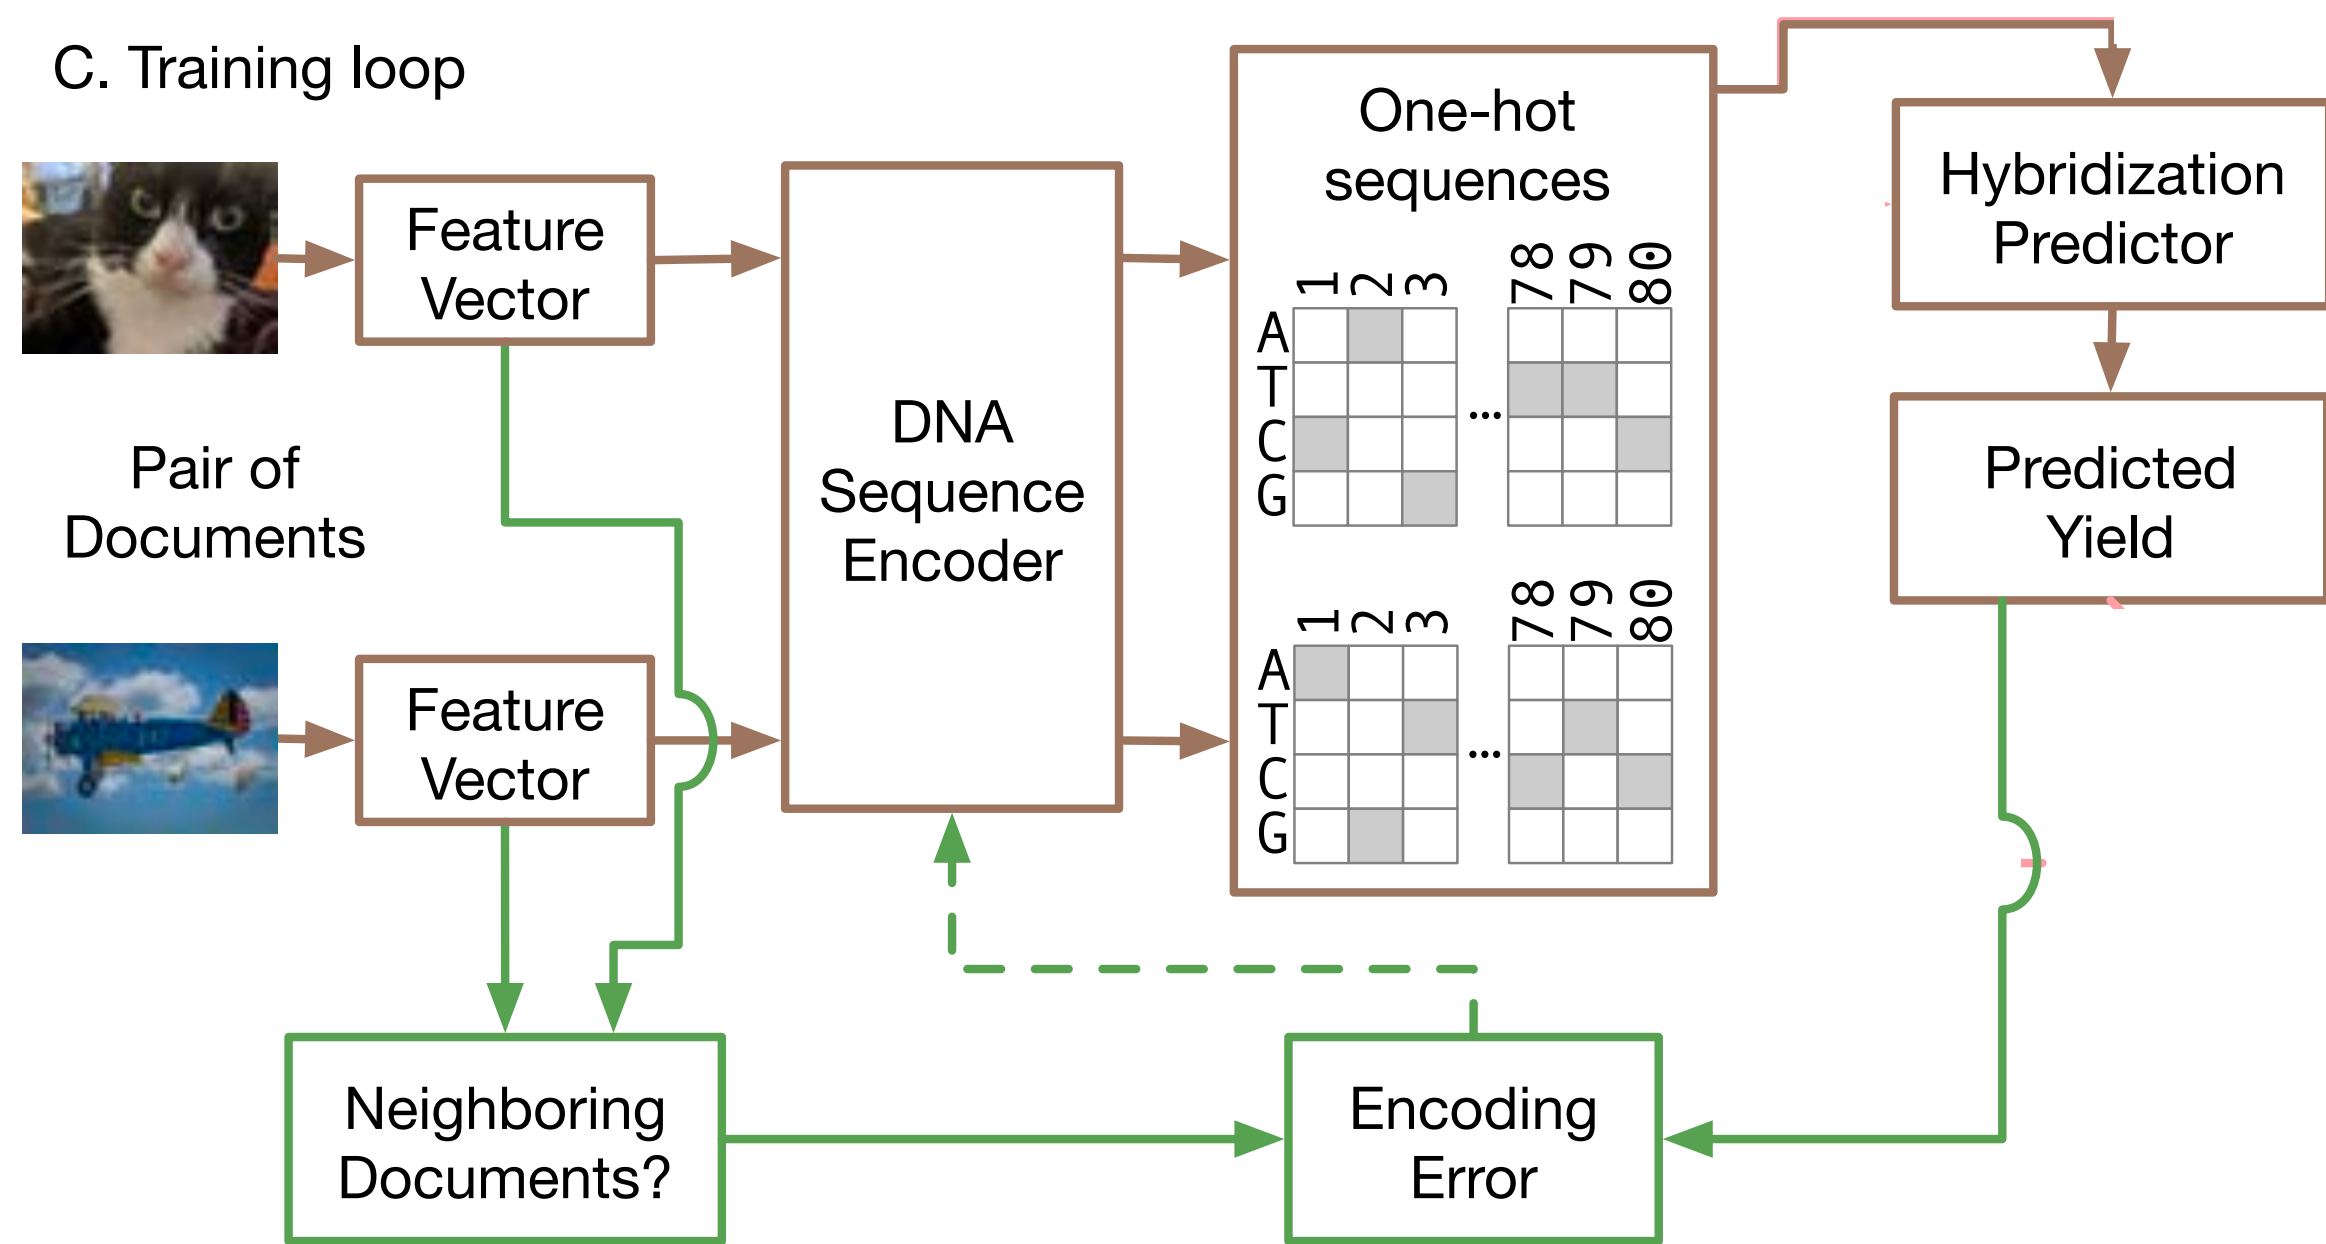 C. Training loop
Feature
Vector
Pair of
Documents
Feature
Vector
DNA
Sequence
Encoder
One-hot
sequences
1 2 3 78 79 80
A
T
C
G
...
1 2 3 78 79 80
A
T
C
G
...
Hybridization
Predictor
Predicted
Yield
Neighboring
Documents?
Encoding
Error